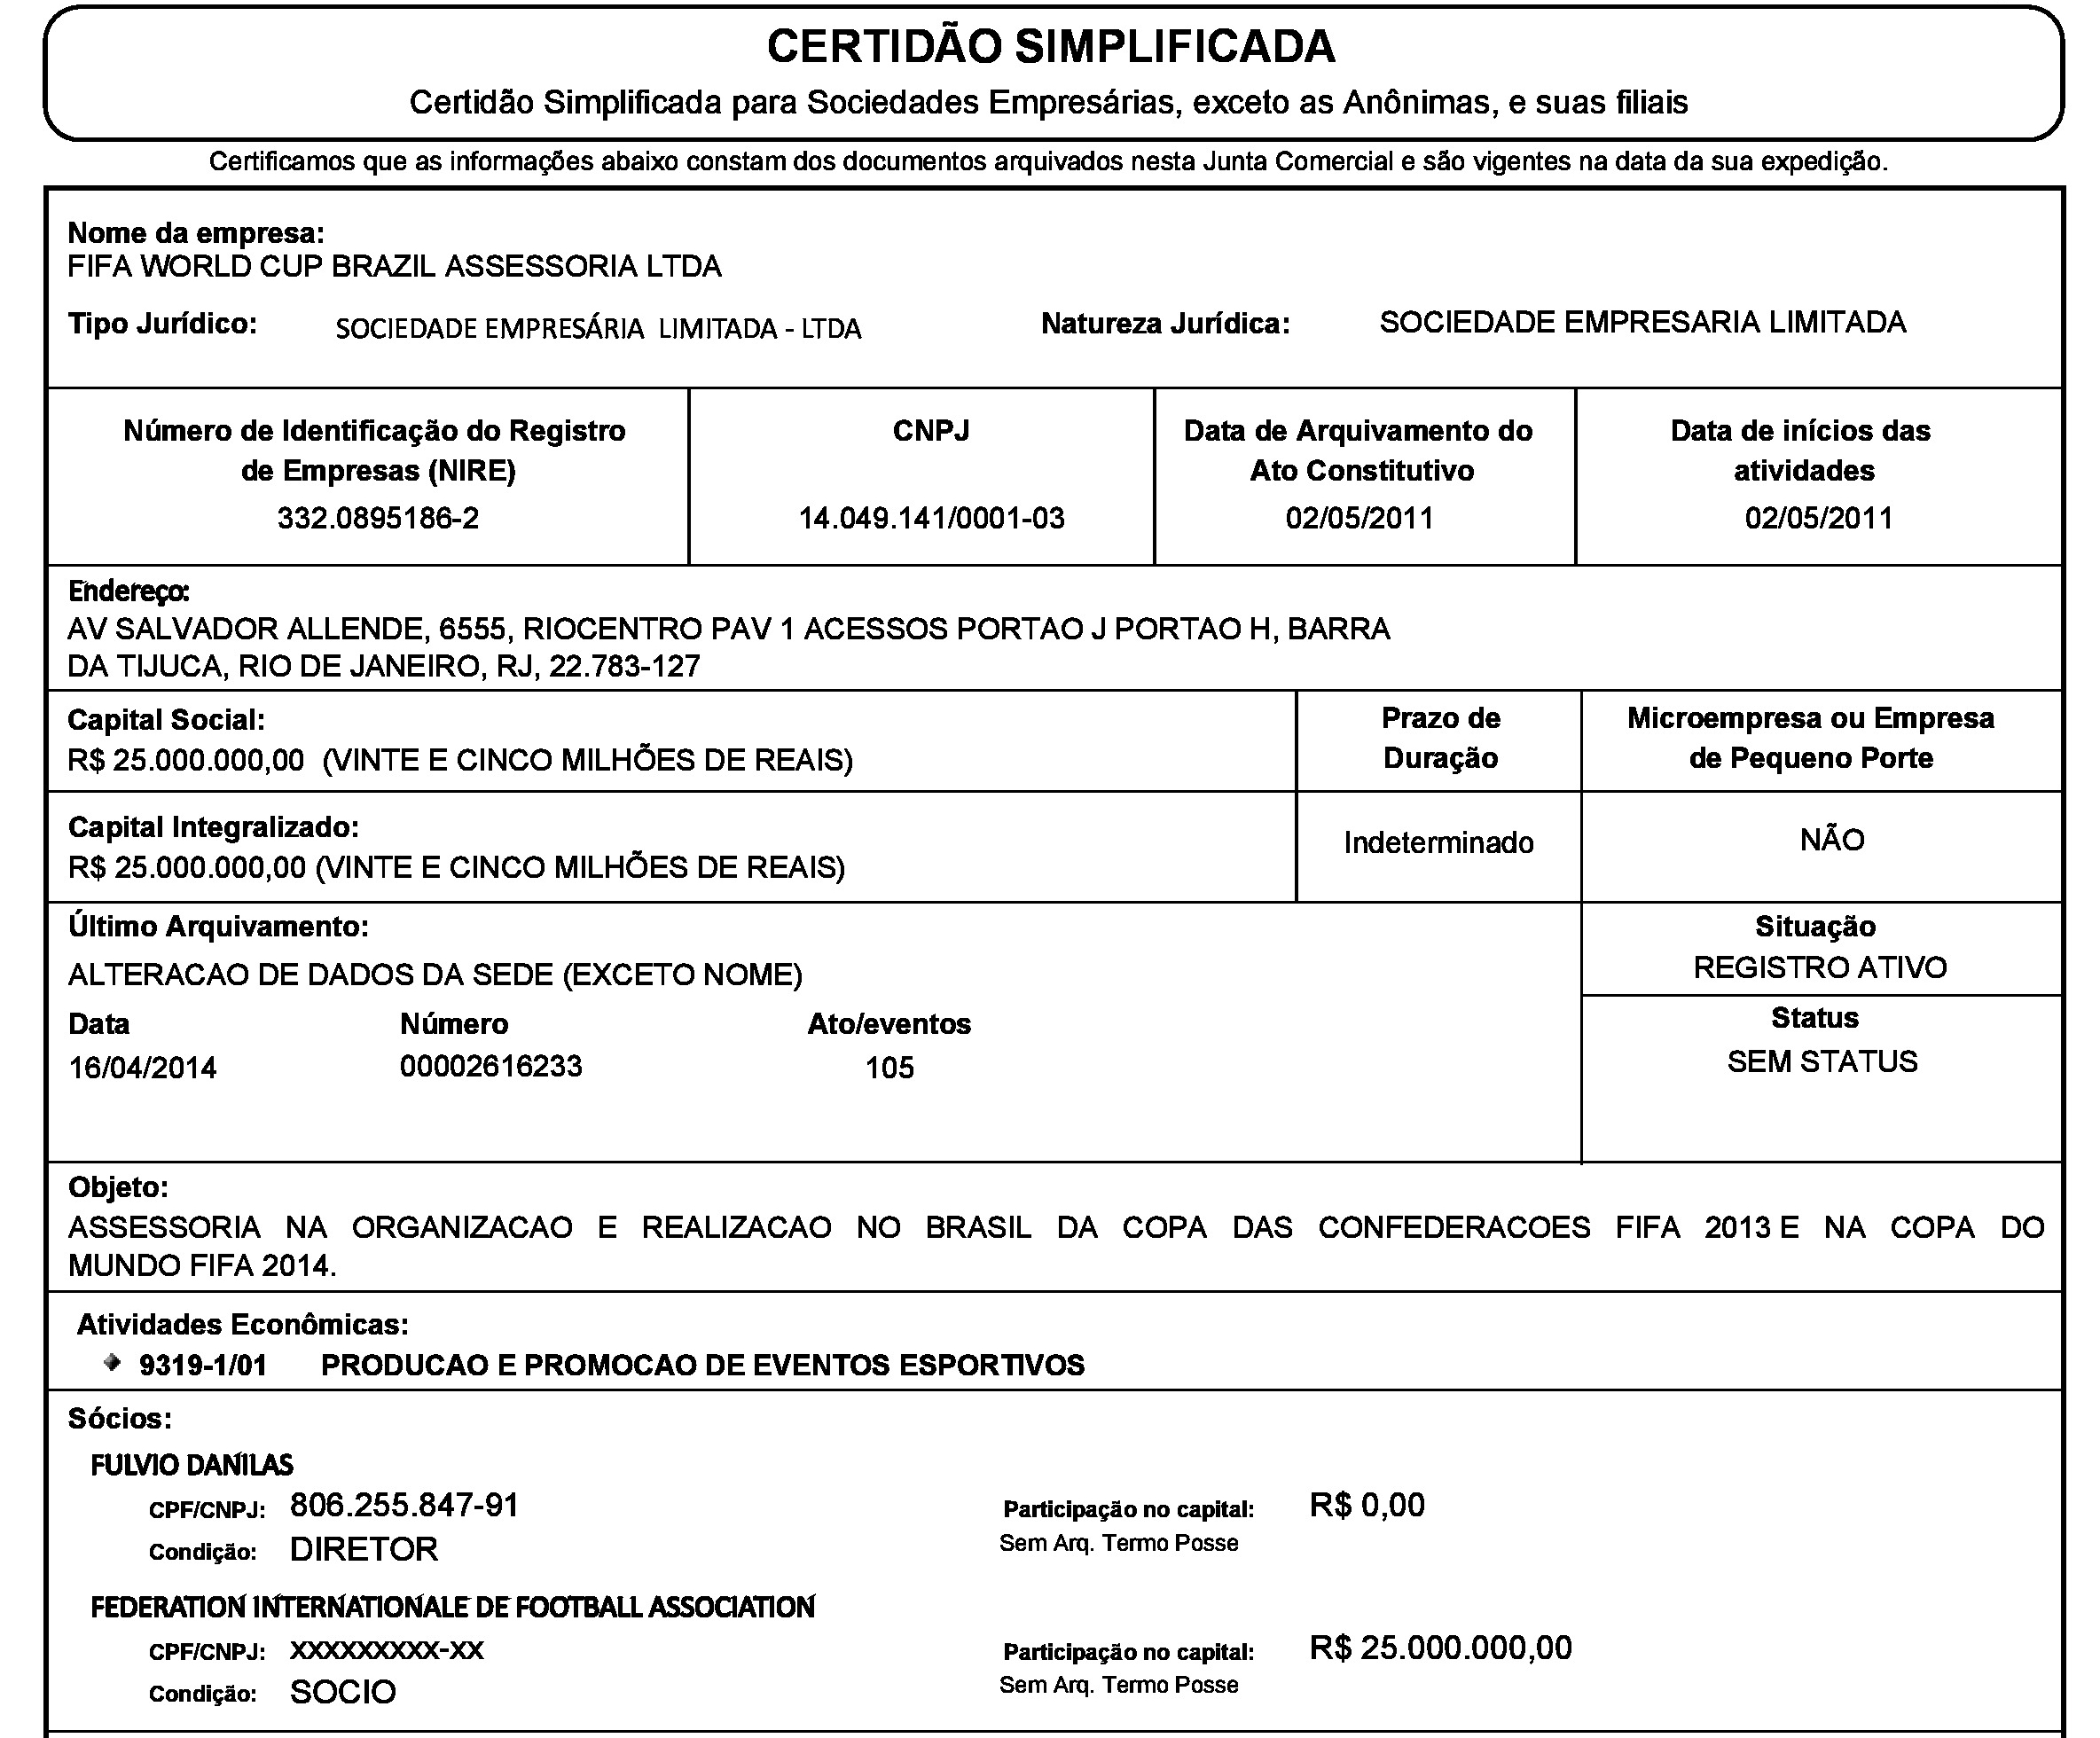 CERTIDÃO SIMPLIFICADA
Certidão Simplificada para Sociedades Empresárias, exceto as Anônimas, e suas filiais
Certificamos que as informações abaixo constam dos documentos arquivados nesta Junta Comercial e são vigentes na data da sua expedição.
Nome da empresa:
FIFA WORLD CUP BRAZIL ASSESSORIA LTDA
Tipo Jurídico: SOCIEDADE EMPRESÁRIA LIMITADA - LTDA Natureza Jurídica: SOCIEDADE EMPRESARIA LIMITADA
Número de Identificação do Registro
de Empresas (NIRE)
332.0895186-2
CNPJ
14.049.141/0001-03
Data de Arquivamento do
Ato Constitutivo
02/05/2011
Data de inícios das
atividades
02/05/2011
Endereço:
AV SALVADOR ALLENDE, 6555, RIOCENTRO PAV 1 ACESSOS PORTAO J PORTAO H, BARRA
DA TIJUCA, RIO DE JANEIRO, RJ, 22.783-127
Capital Social:
R$ 25.000.000,00 (VINTE E CINCO MILHÕES DE REAIS)
Prazo de
Duração
Microempresa ou Empresa
de Pequeno Porte
Capital Integralizado:
R$ 25.000.000,00 (VINTE E CINCO MILHÕES DE REAIS)
Indeterminado
NÃO
Último Arquivamento:
ALTERACAO DE DADOS DA SEDE (EXCETO NOME)
Data Número Ato/eventos
16/04/2014 00002616233 105
Situação
REGISTRO ATIVO
Status
SEM STATUS
Objeto:
ASSESSORIA NA ORGANIZACAO E REALIZACAO NO BRASIL DA COPA DAS CONFEDERACOES FIFA 2013 E NA COPA DO
MUNDO FIFA 2014.
Atividades Econômicas:
9319-1/01 PRODUCAO E PROMOCAO DE EVENTOS ESPORTIVOS
Sócios:
FULVIO DANILAS
CPF/CNPJ: 806.255.847-91 Participação no capital: R$ 0,00
Condição: DIRETOR Sem Arq. Termo Posse
FEDERATION INTERNATIONALE DE FOOTBALL ASSOCIATION
CPF/CNPJ: XXXXXXXXX-XX Participação no capital: R$ 25.000.000,00
Condição: SOCIO Sem Arq. Termo Posse